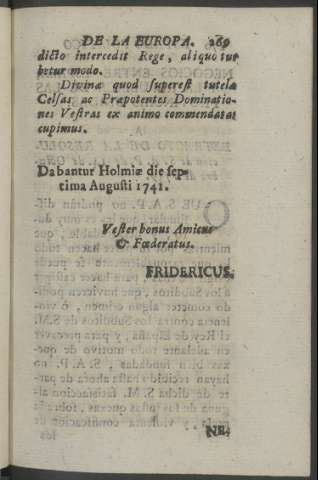 DE LA EUROPA. 269
dicto intercedit Rege, aliquo tur
betur modo.
Divinæ quod superest tutelæ
Celsas ac Præpotentes Dominatio-
nes Vestras ex animo commendatas
cupimus.
Dabantur Holmiæ die sep-
tima Augusti 1741.
Vester bonus Amicus
& Fœderatus.
FRIDERICUS.
NE-